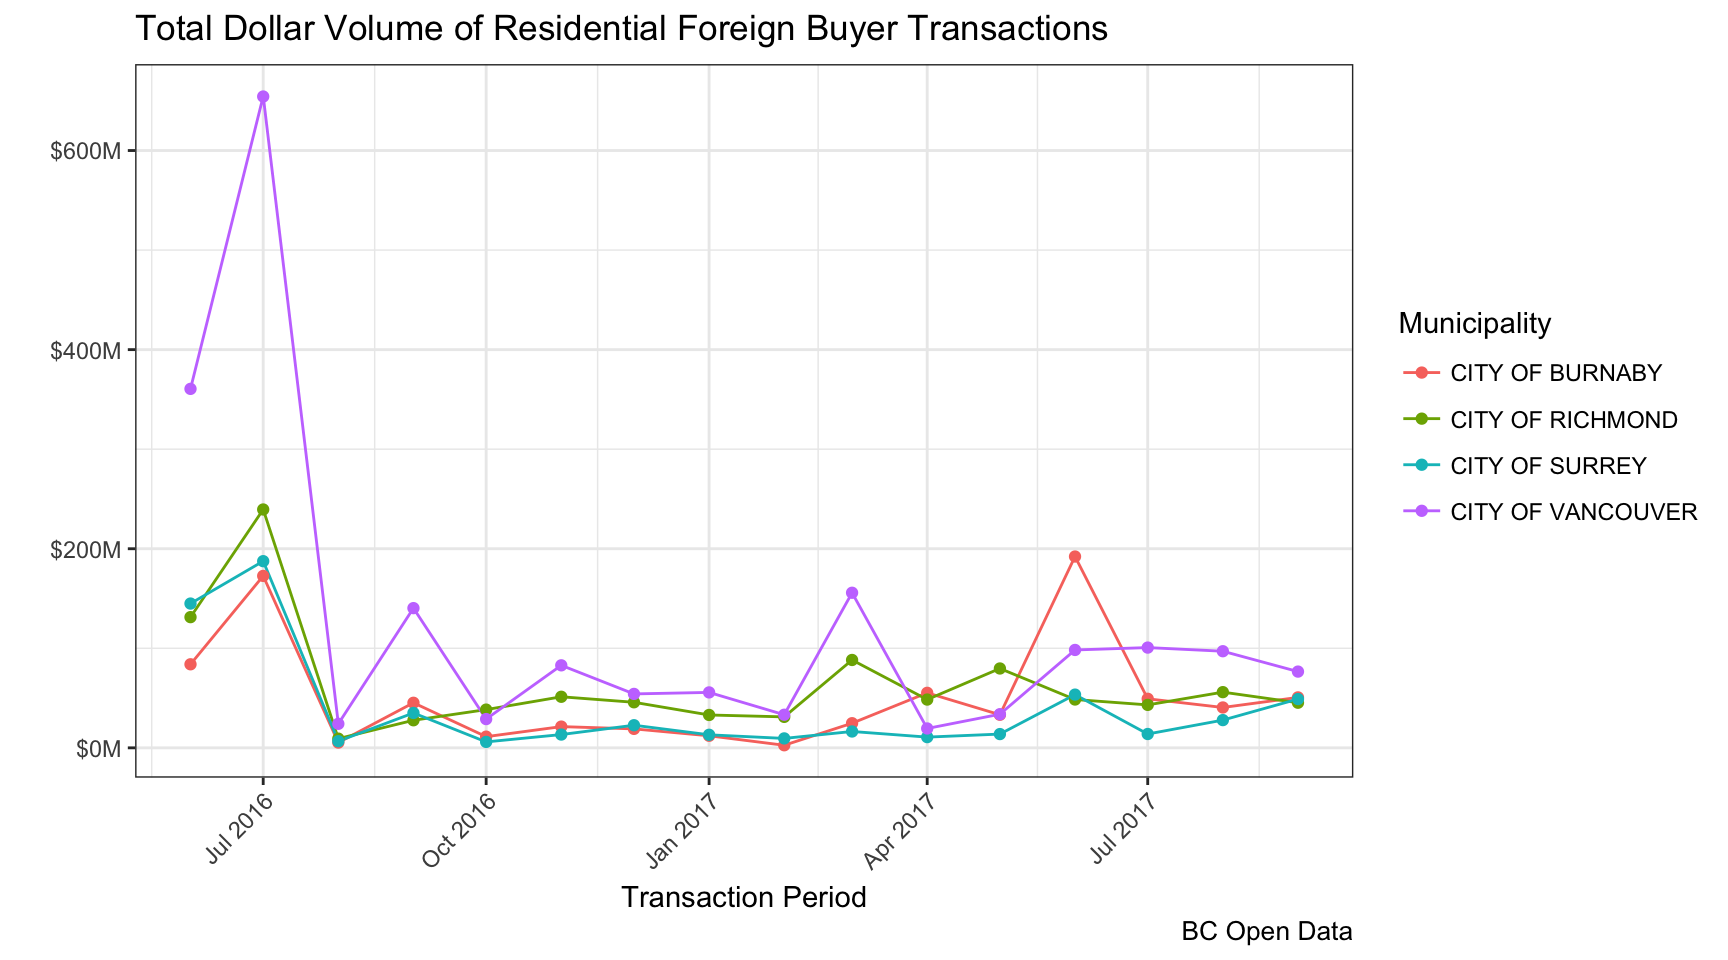 Total Dollar Volume of Residential Foreign Buyer Transactions
$600M
$400M
$200M
$0M
Jul 2016
Oct 2016
Jan 2017
Apr 2017
Jul 2017
Transaction Period
Municipality
CITY OF BURNABY
CITY OF RICHMOND
CITY OF SURREY
CITY OF VANCOUVER
BC Open Data